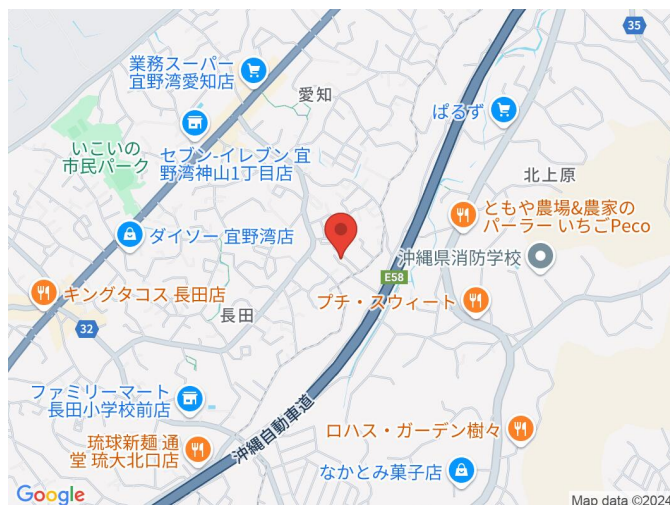 35
業務スーパー
宜野湾愛知店
愛知
ぱるず
いこいの
市民パーク
セブン-イレブン 宜
野湾神山1丁目店
北上原
ともや農場&農家の
パーラー いちごPeco
ダイソー 宜野湾店
沖縄県消防学校
E58
キングタコス 長田店
プチ・スウィート
長田
32
ファミリーマート
長田小学校前店
沖縄自動車道
ロハス・ガーデン樹々
琉球新麺 通
堂 琉大北口店
なかとみ菓子店
Google
Map data ©2024